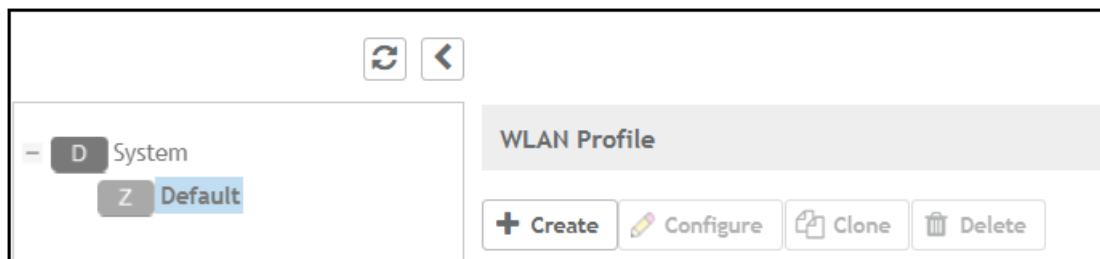 D System
Z Default
WLAN Profile
Create Configure Clone Delete